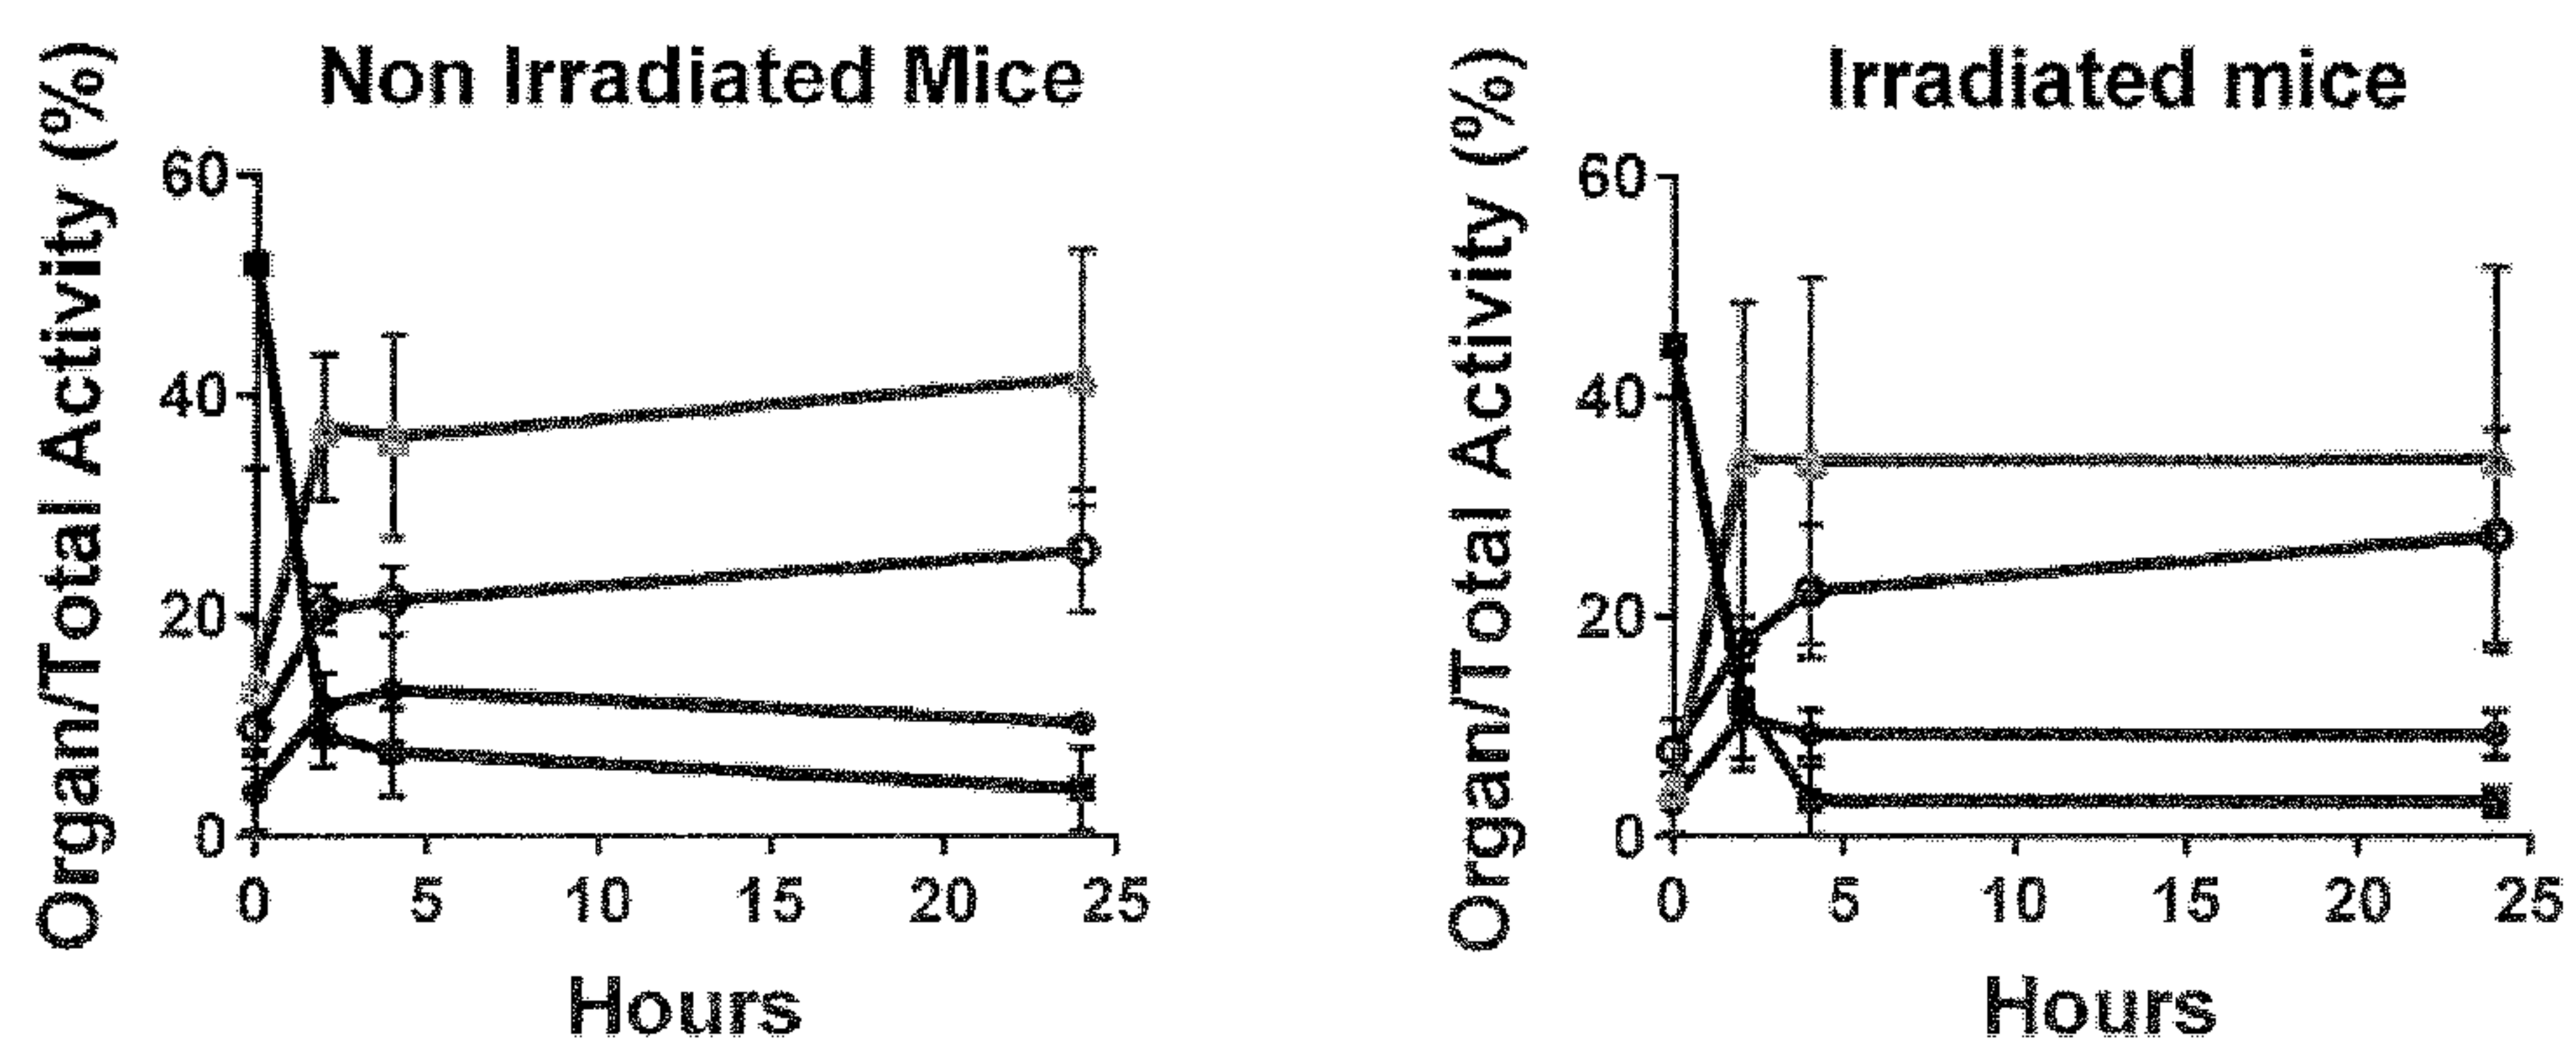 Non Irradiated Mice
Organ/Total Activity (%)
60
40
20
0
0 5 10 15 20 25
Hours
Irradiated mice
Organ/Total Activity (%)
60
40
20
0
0 5 10 15 20 25
Hours